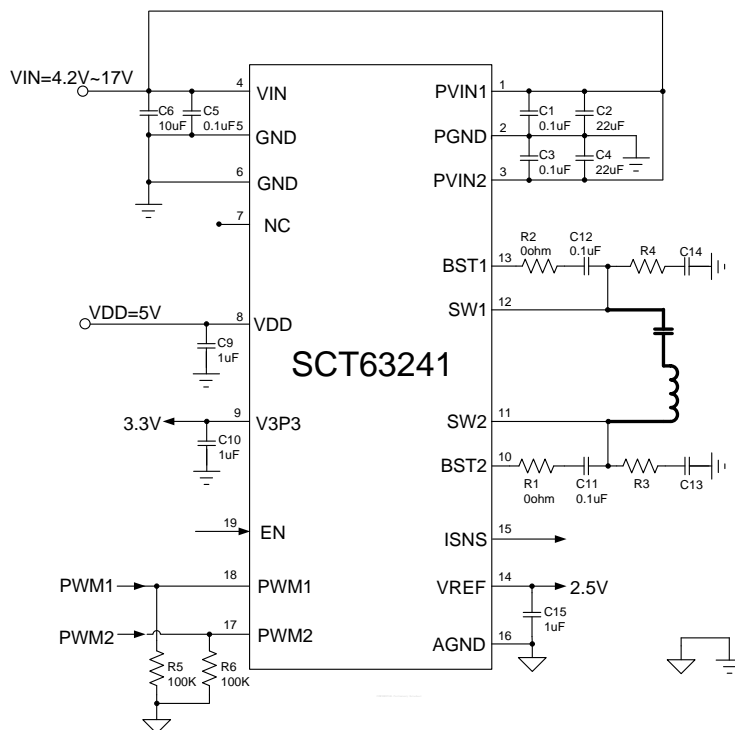 VIN=4.2V~17V
4
VIN
PVIN1
1
C6
10uF
C5
0.1uF
5
GND
PGND
2
C1
0.1uF
C2
22uF
C3
0.1uF
C4
22uF
6
GND
PVIN2
3
7
NC
R2
0ohm
C12
0.1uF
R4
C14
BST1
13
SW1
12
VDD=5V
8
VDD
C9
1uF
SCT63241
3.3V
9
V3P3
C10
1uF
SW2
11
BST2
10
R1
0ohm
C11
0.1uF
R3
C13
19
EN
ISNS
15
PWM1
18
PWM1
VREF
14
2.5V
C15
1uF
PWM2
17
PWM2
AGND
16
R5
100K
R6
100K